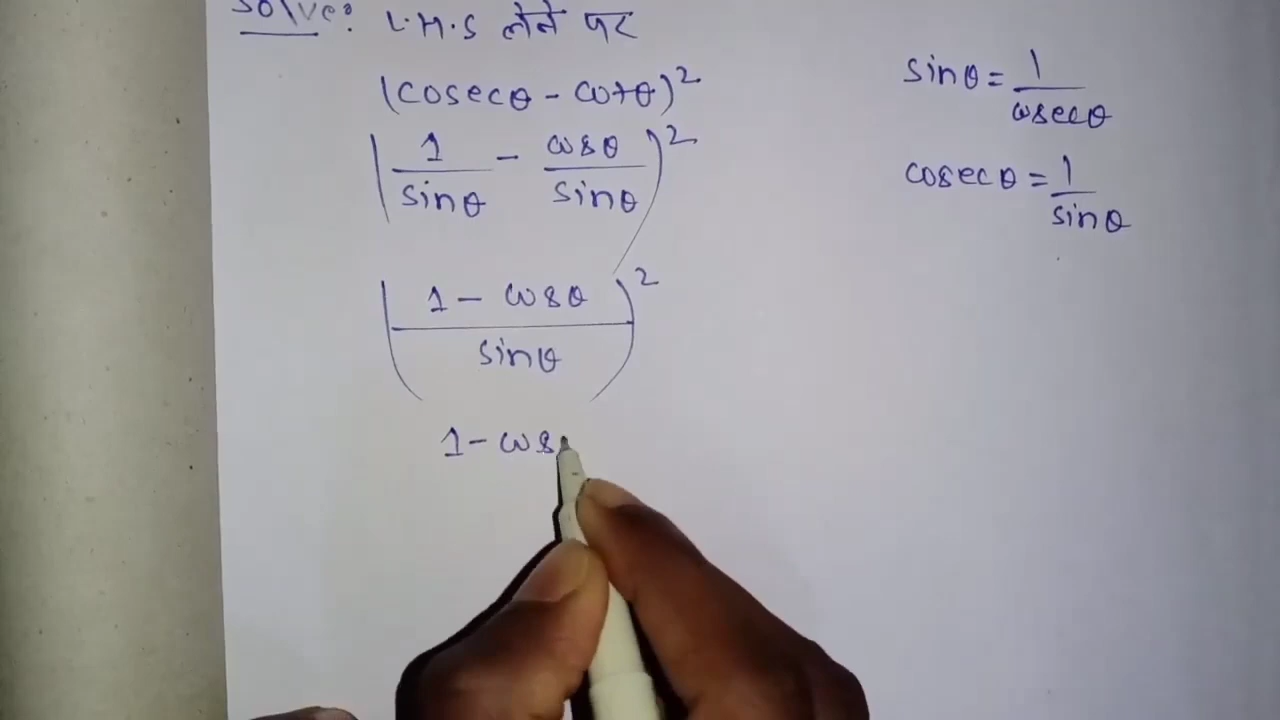 Solve: L.H.S लेने पर
(cosecθ - cotθ)²
(1/sinθ - cosθ/sinθ)²
(1 - cosθ/sinθ)²
1 - cos
sinθ = 1/cosecθ
cosecθ = 1/sinθ